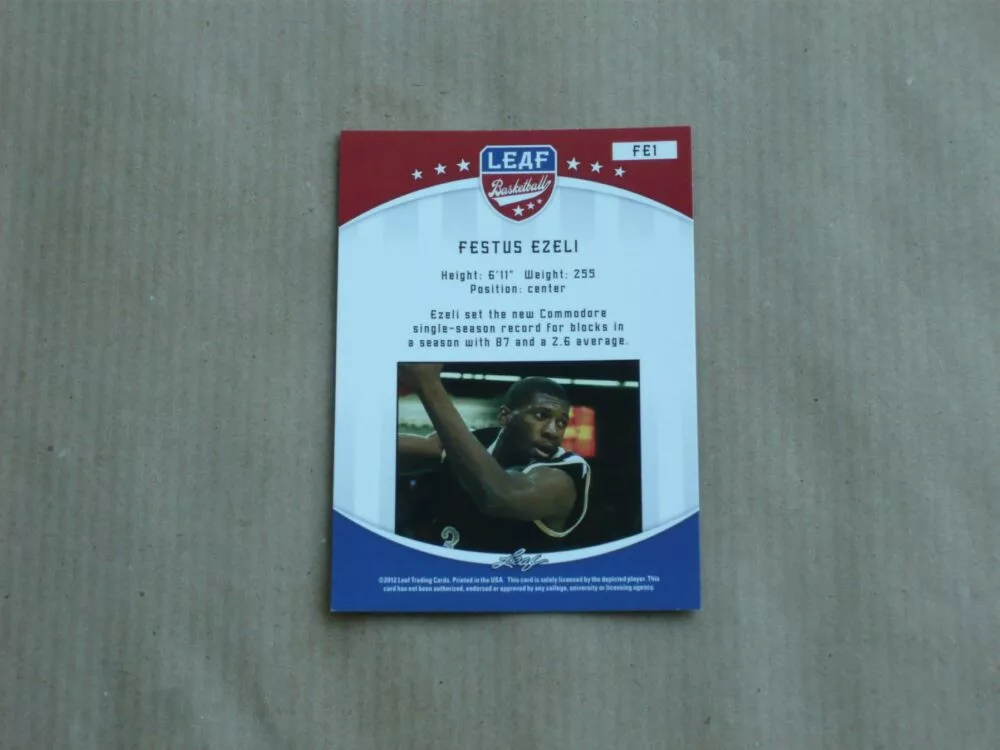 FE1
LEAF
Basketball
FESTUS EZELI
Height: 6'11" Weight: 255
Position: center
Ezeli set the new Commodore
single-season record for blocks in
a season with 87 and a 2.6 average.
Leaf
©2012 Leaf Trading Cards. Printed in the USA. This card is solely licensed by the depicted player. This
card has not been authorized, endorsed or approved by any college, university or licensing agency.